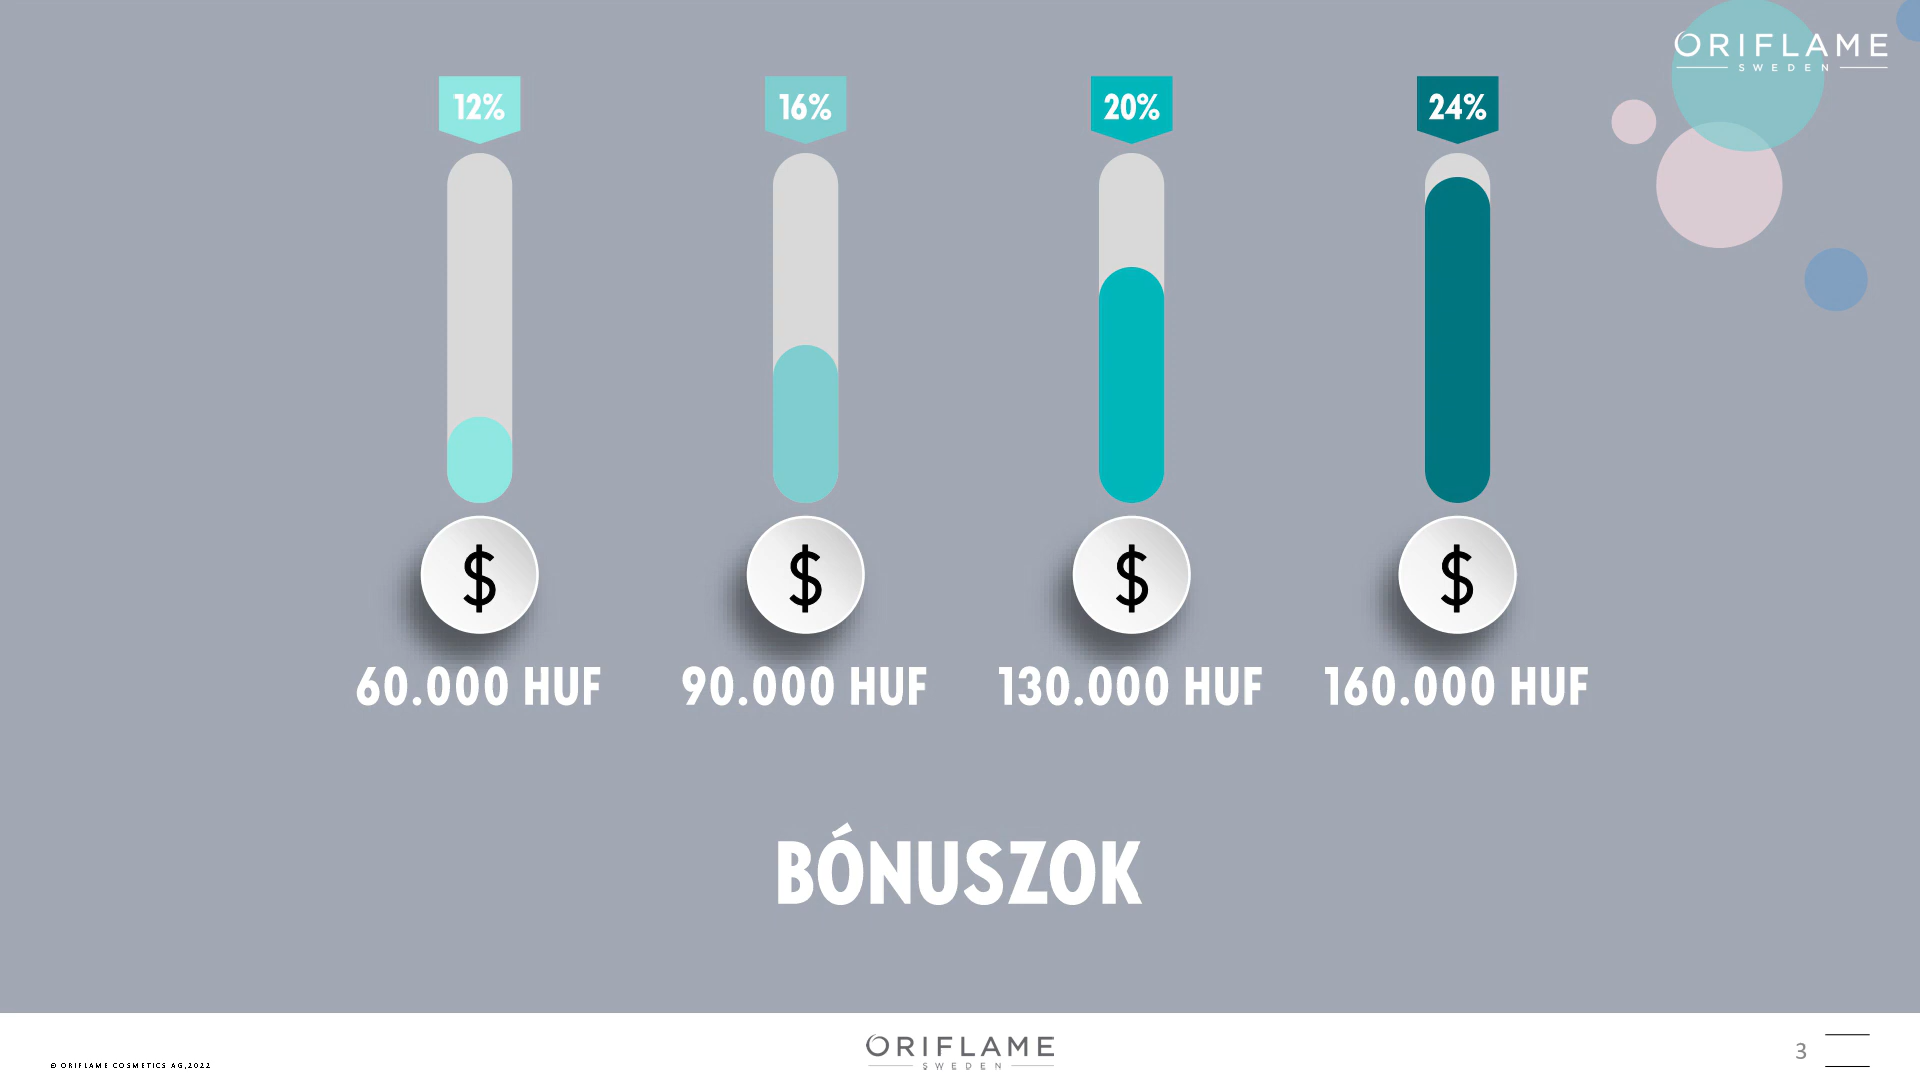 ORIFLAME
SWEDEN
12%
16%
20%
24%
$
$
$
$
60.000 HUF
90.000 HUF
130.000 HUF
160.000 HUF
BÓNUSZOK
© ORIFLAME COSMETICS AG,2022
ORIFLAME
SWEDEN
3